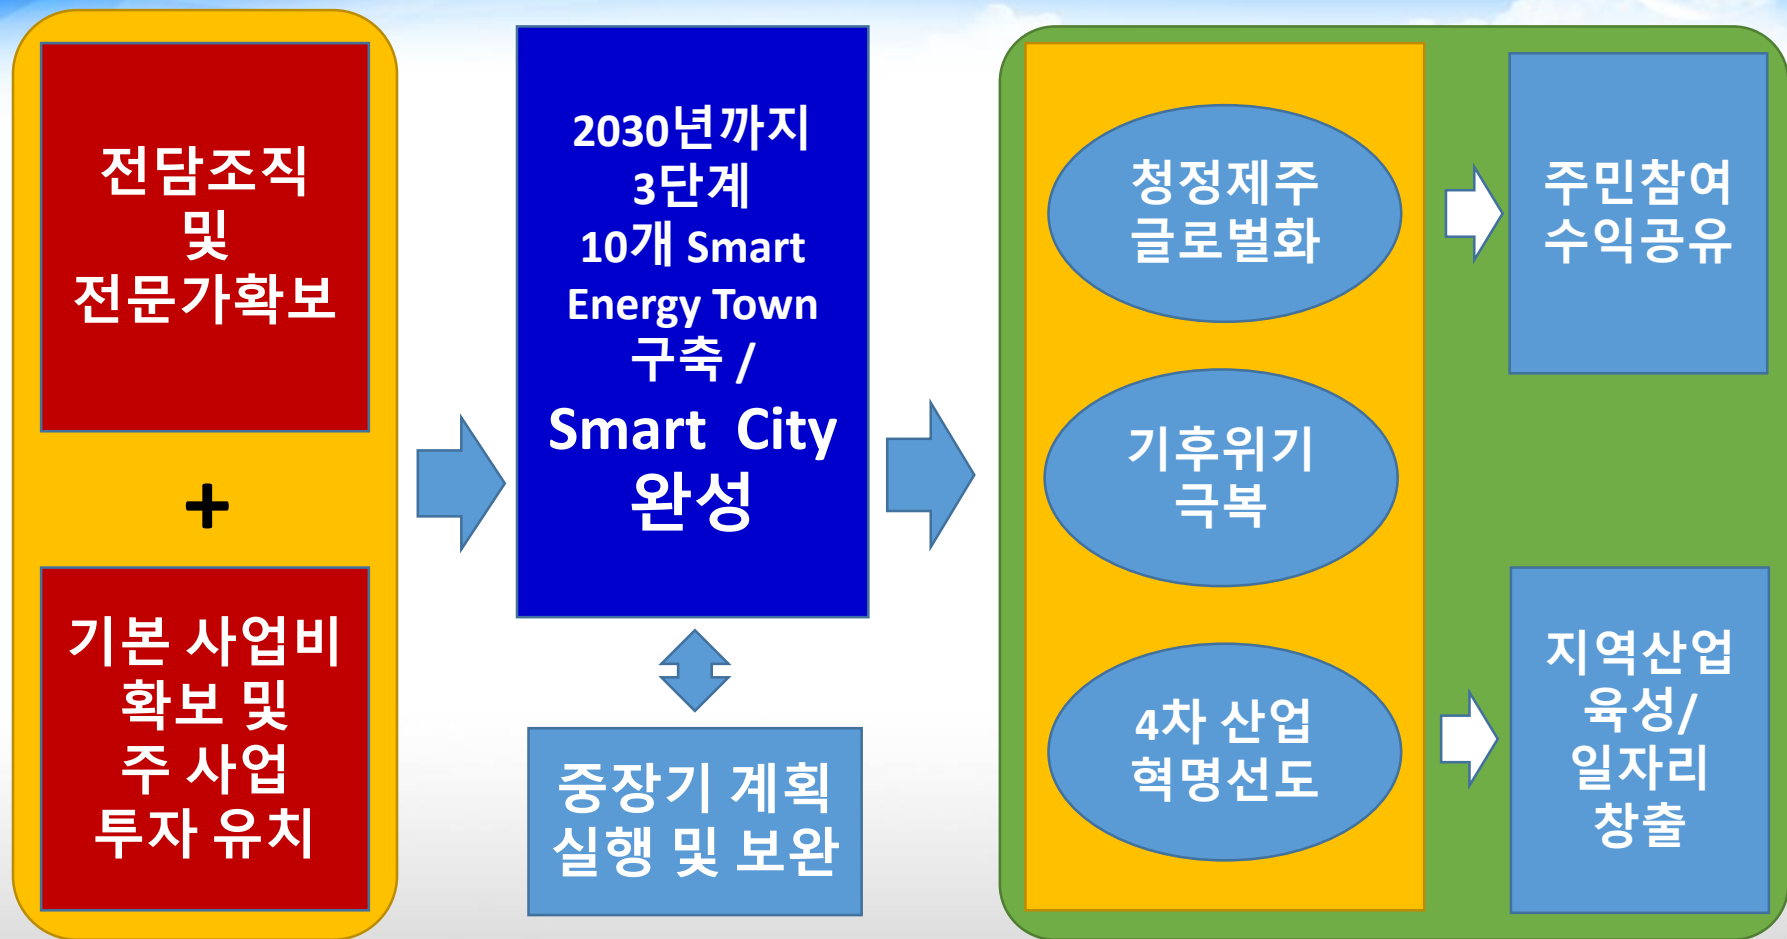 전담조직
및
전문가확보
+
기본 사업비
확보 및
주 사업
투자 유치
2030년까지
3단계
10개 Smart
Energy Town
구축 /
Smart City
완성
중장기 계획
실행 및 보완
청정제주
글로벌화
기후위기
극복
4차 산업
혁명선도
주민참여
수익공유
지역산업
육성/
일자리
창출